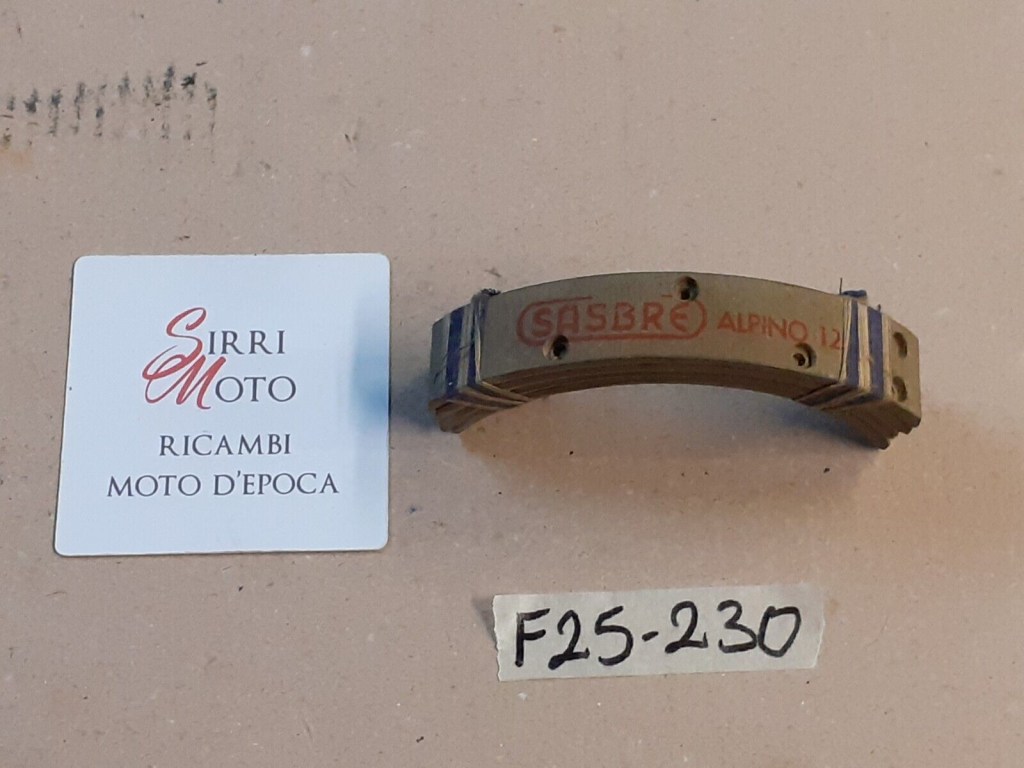 SIRRI
MOTO
RICAMBI
MOTO D'EPOCA
SASBRE ALPINO 12
F25-230